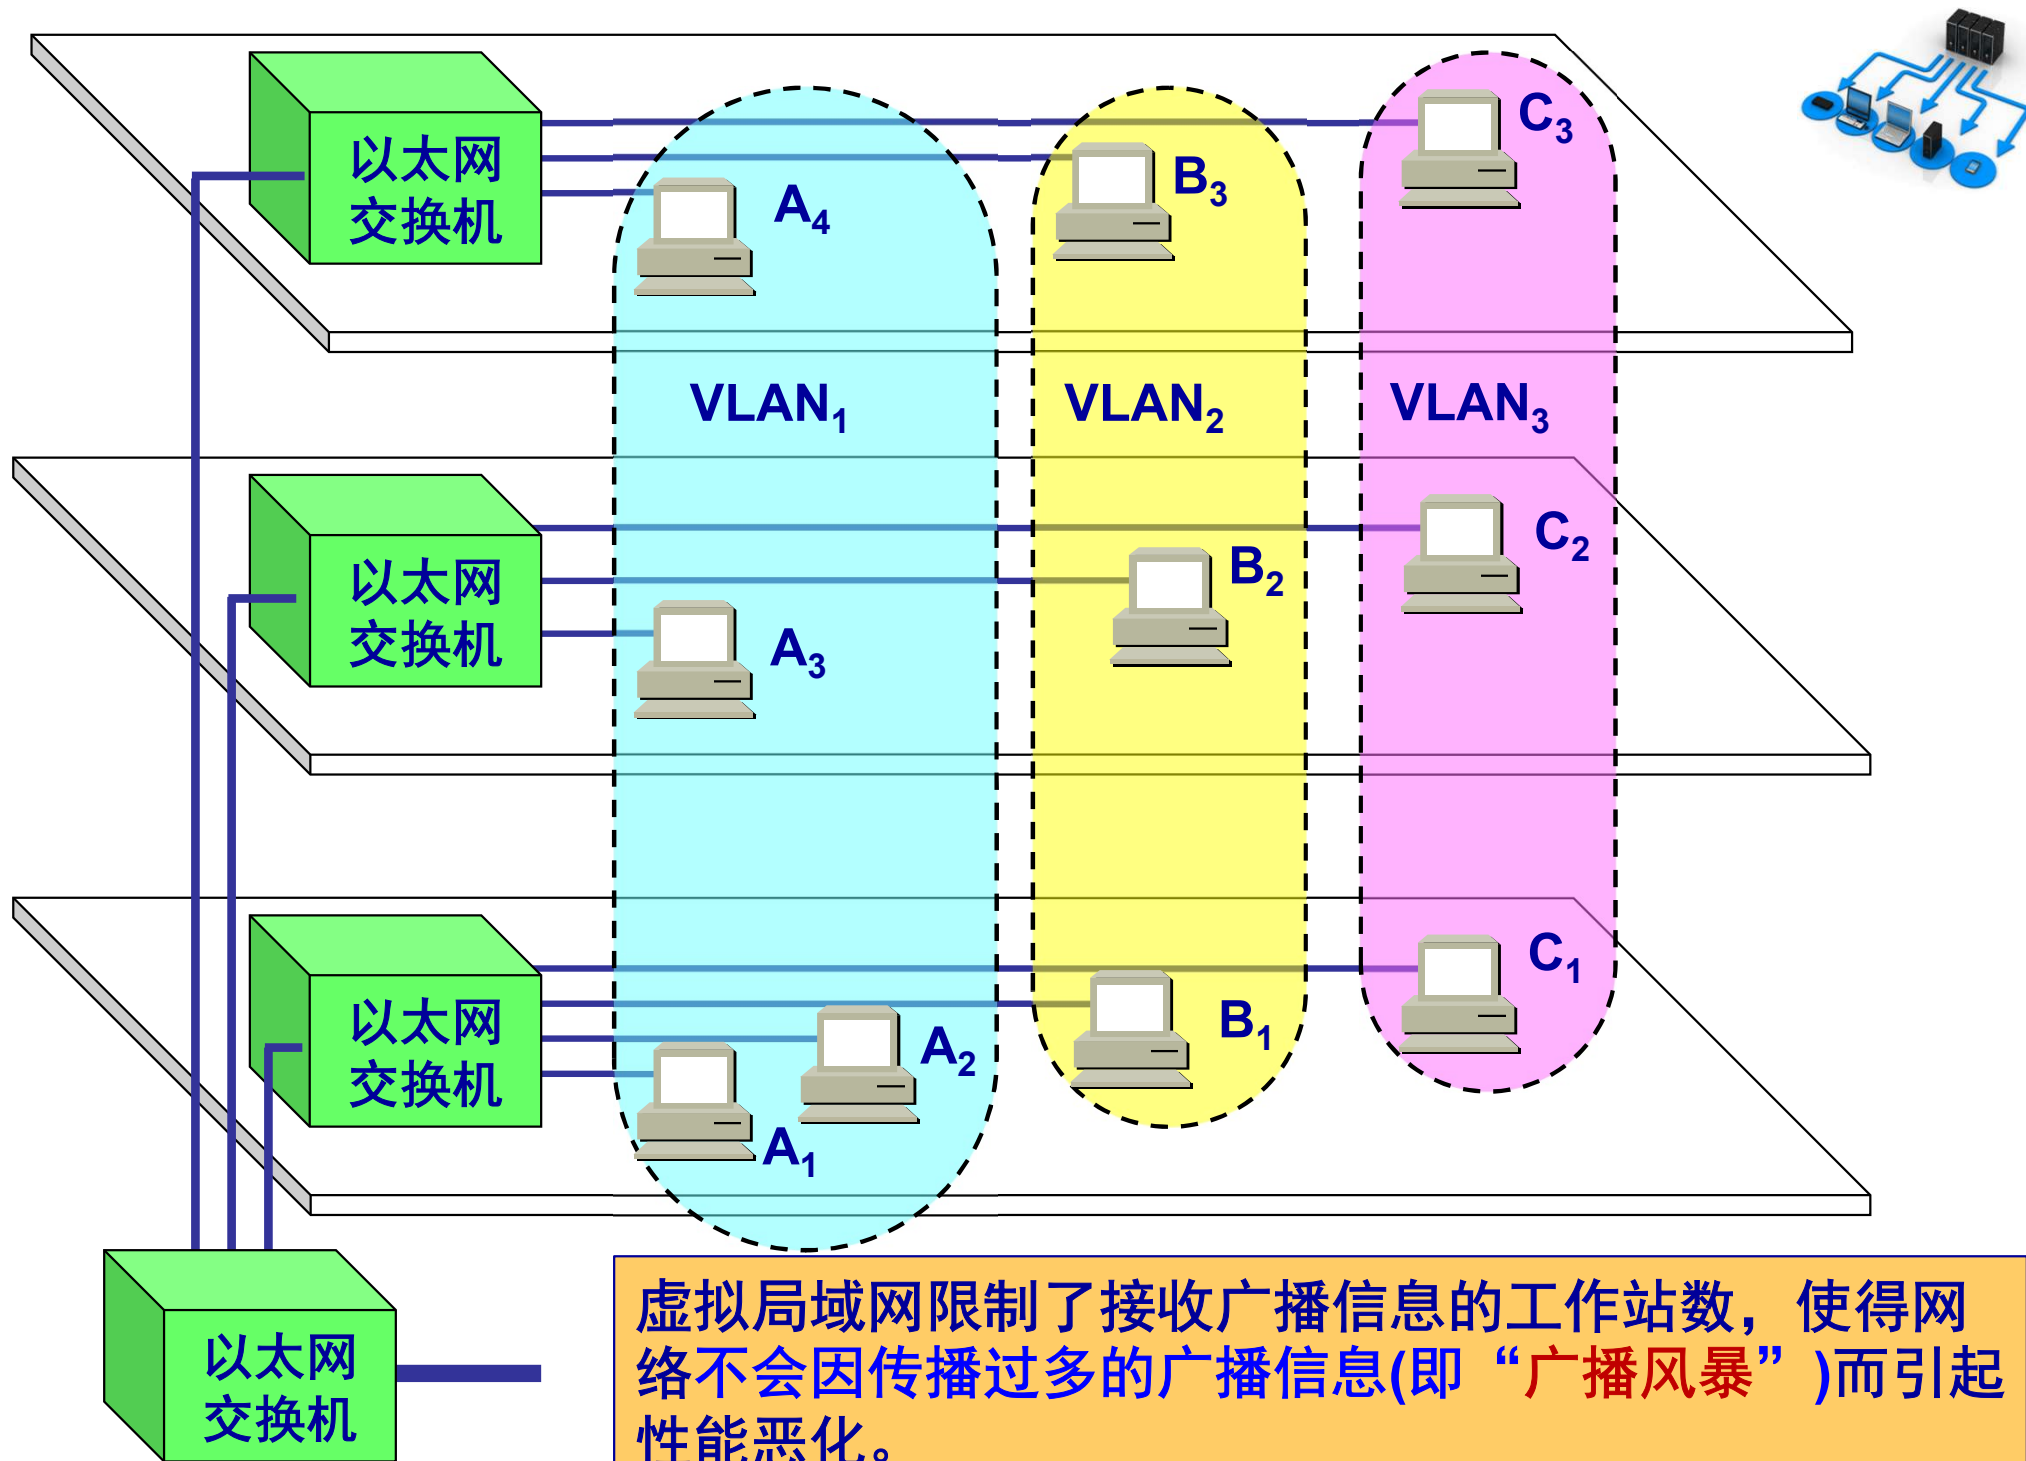 以太网
交换机
A4
B3
C3
VLAN1
VLAN2
VLAN3
以太网
交换机
A3
B2
C2
以太网
交换机
A1
A2
B1
C1
以太网
交换机
虚拟局域网限制了接收广播信息的工作站数，使得网
络不会因传播过多的广播信息(即“广播风暴”)而引起
性能恶化。